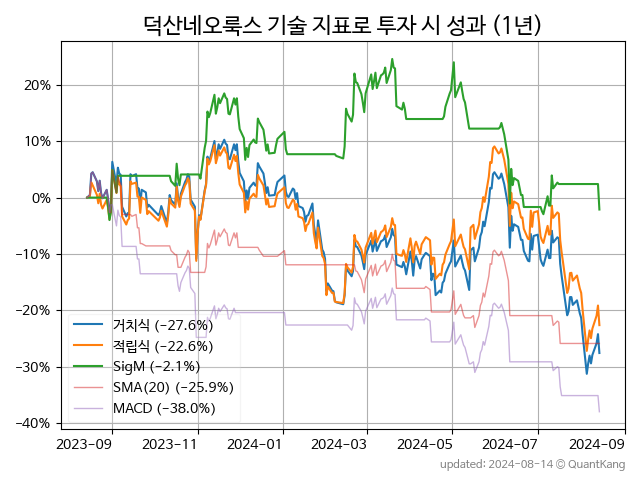 덕산네오룩스 기술 지표로 투자 시 성과 (1년)
20%
10%
0%
−10%
−20%
−30%
−40%
거치식 (−27.6%)
적립식 (−22.6%)
SigM (−2.1%)
SMA(20) (−25.9%)
MACD (−38.0%)
2023-09 2023-11 2024-01 2024-03 2024-05 2024-07 2024-09
updated: 2024-08-14 © QuantKang